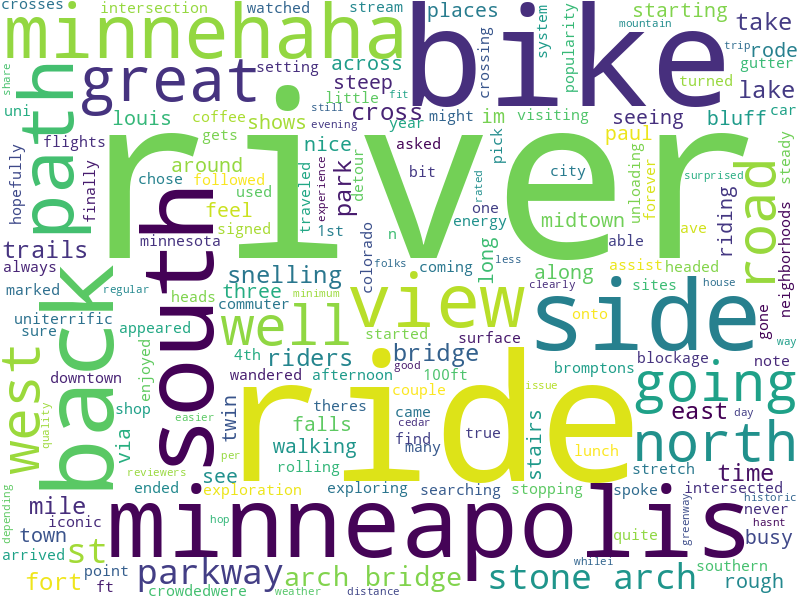 crosses
intersection
watched
stream
places
starting
mountain
take
minnehaha
bike
great
setting
across
steep
crossing
system
popularity
trip
rode
turned
gutter
share
path
uni
louis
coffee
shows
little
cross
year
might
im
visiting
seeing
lake
bluff
car
flights
gets
nice
asked
pick
paul
river
hopefully
finally
around
chose
followed
used
feel
signed
traveled
experience
park
detour
still
evening
fit
bit
rated
one
energy
1st
n
city
midtown
unloading
forever
riding
road
steady
surprised
neighborhoods
trails
always
marked
regular
minnesota
south
heads
commuter
snelling
three
colorado
folks
coming
less
long
along
able
ave
assist
headed
sites
clearly
house
gone
uniterrific
sure
appeared
back
well
view
started
surface
side
onto
way
west
downtown
enjoyed
4th
riders
wandered
afternoon
bridge
good
bromptons
blockage
note
going
shop
via
quality
easier
reviewers
twin
falls
walking
theres
couple
came
cedar
find
many
true
issue
stairs
lunch
east
day
north
ride
minimum
per
see
rolling
ended
exploration
exploring
searching
stopping
spoke
stretch
time
intersected
historic
depending
mile
iconic
town
hop
minneapolis
quite
greenway
never
hasnt
busy
arrived
st
fort
point
ft
parkway
crowdedwere
weather
arch bridge
distance
stone arch
whilei
southern
rough
100ft